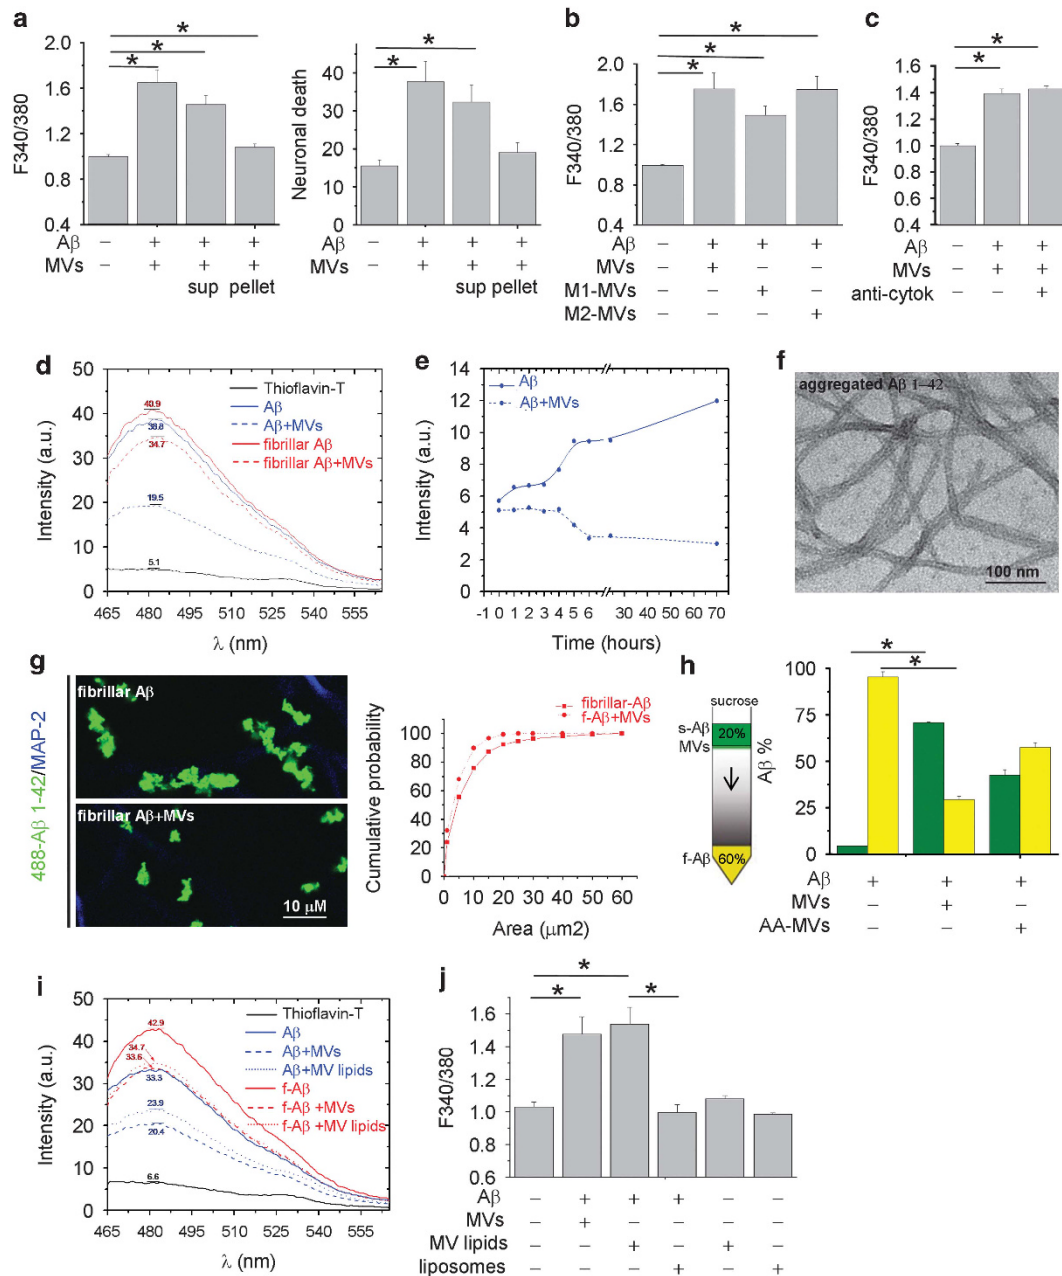 a
*
*
*
F340/380
2.0
1.6
1.2
0.8
0.4
Aβ – + + +
MVs – + + +
sup pellet
*
*
Neuronal death
40
30
20
10
0
– + + +
– + + +
sup pellet
b
*
*
*
F340/380
2.0
1.6
1.2
0.8
0.4
Aβ – + + +
MVs – + – –
M1-MVs – – + –
M2-MVs – – – +
c
*
*
F340/380
1.6
1.4
1.2
1.0
0.8
0.6
0.4
Aβ – + +
MVs – + +
anti-cytok – – +
d
Intensity (a.u.)
50
40
30
20
10
0
40.9
38.8
34.7
19.5
5.1
Thioflavin-T
Aβ
Aβ+MVs
fibrillar Aβ
fibrillar Aβ+MVs
465 480 495 510 525 540 555
λ (nm)
e
Intensity (a.u.)
14
12
10
8
6
4
2
0
Aβ
Aβ+MVs
-1 0 1 2 3 4 5 6 30 40 50 60 70
Time (hours)
f
aggregated Aβ 1–42
100 nm
g
488-Aβ 1-42/MAP-2
fibrillar Aβ
fibrillar Aβ+MVs
10 μM
Cumulative probability
100
80
60
40
20
0
fibrillar-Aβ
f-Aβ+MVs
0 10 20 30 40 50 60
Area (μm2)
h
sucrose
s-Aβ
MVs
20%
f-Aβ
60%
*
*
Aβ %
100
75
50
25
0
Aβ + + +
MVs – + –
AA-MVs – – +
i
Intensity (a.u.)
50
40
30
20
10
0
42.9
34.7
33.6
33.3
23.9
20.4
6.6
Thioflavin-T
Aβ
Aβ+MVs
Aβ+MV lipids
f-Aβ
f-Aβ +MVs
f-Aβ +MV lipids
465 480 495 510 525 540 555
λ (nm)
j
*
*
*
F340/380
1.6
1.4
1.2
1.0
0.8
0.6
Aβ – + + + – –
MVs – + – – – –
MV lipids – – + – + –
liposomes – – – + – +